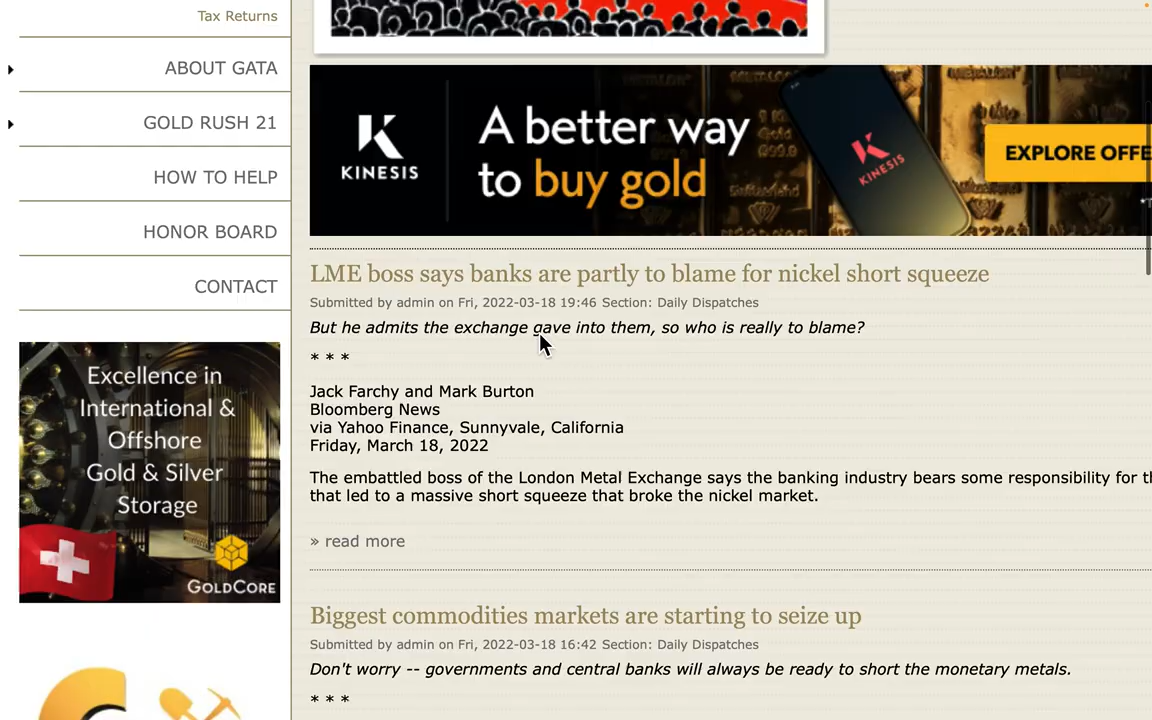 Tax Returns
ABOUT GATA
GOLD RUSH 21
HOW TO HELP
HONOR BOARD
CONTACT
Excellence in
International &
Offshore
Gold & Silver
Storage
GOLDCORE
KINESIS
A better way
to buy gold
KINESIS
EXPLORE OFFE
LME boss says banks are partly to blame for nickel short squeeze
Submitted by admin on Fri, 2022-03-18 19:46 Section: Daily Dispatches
But he admits the exchange gave into them, so who is really to blame?
* * *
Jack Farchy and Mark Burton
Bloomberg News
via Yahoo Finance, Sunnyvale, California
Friday, March 18, 2022
The embattled boss of the London Metal Exchange says the banking industry bears some responsibility for th
that led to a massive short squeeze that broke the nickel market.
» read more
Biggest commodities markets are starting to seize up
Submitted by admin on Fri, 2022-03-18 16:42 Section: Daily Dispatches
Don't worry -- governments and central banks will always be ready to short the monetary metals.
* * *